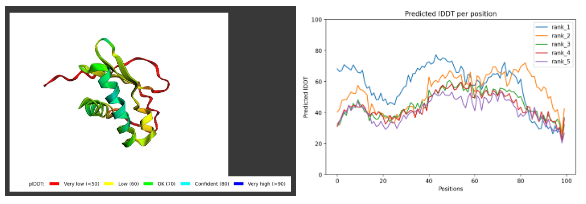 plDDT:
Very low (<50)
Low (60)
OK (70)
Confident (80)
Very high (>90)
Predicted lDDT per position
Predicted lDDT
100
80
60
40
20
0
0
20
40
60
80
100
Positions
rank_1
rank_2
rank_3
rank_4
rank_5